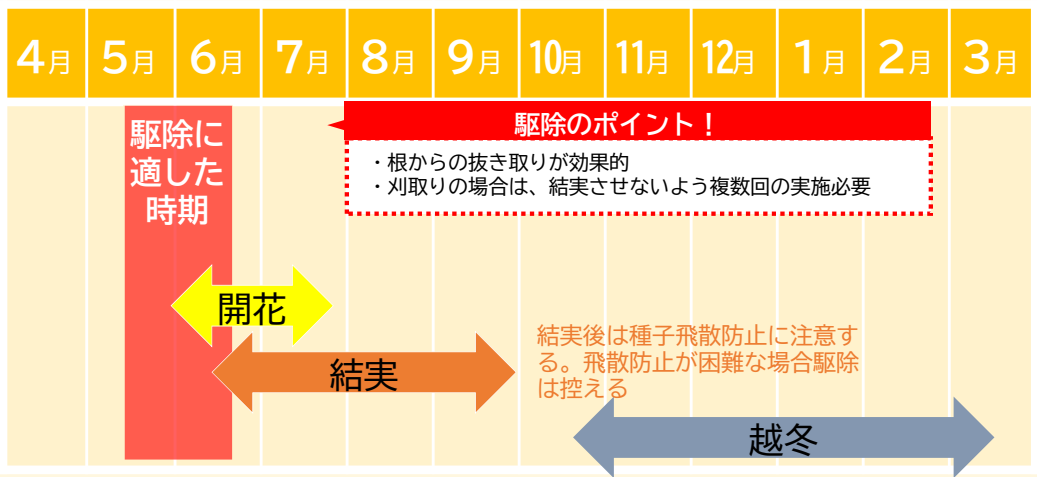 4月 5月 6月 7月 8月 9月 10月 11月 12月 1月 2月 3月
駆除に
適した
時期
駆除のポイント！
・根からの抜き取りが効果的
・刈取りの場合は、結実させないよう複数回の実施必要
開花
結実
結実後は種子飛散防止に注意す
る。飛散防止が困難な場合駆除
は控える
越冬